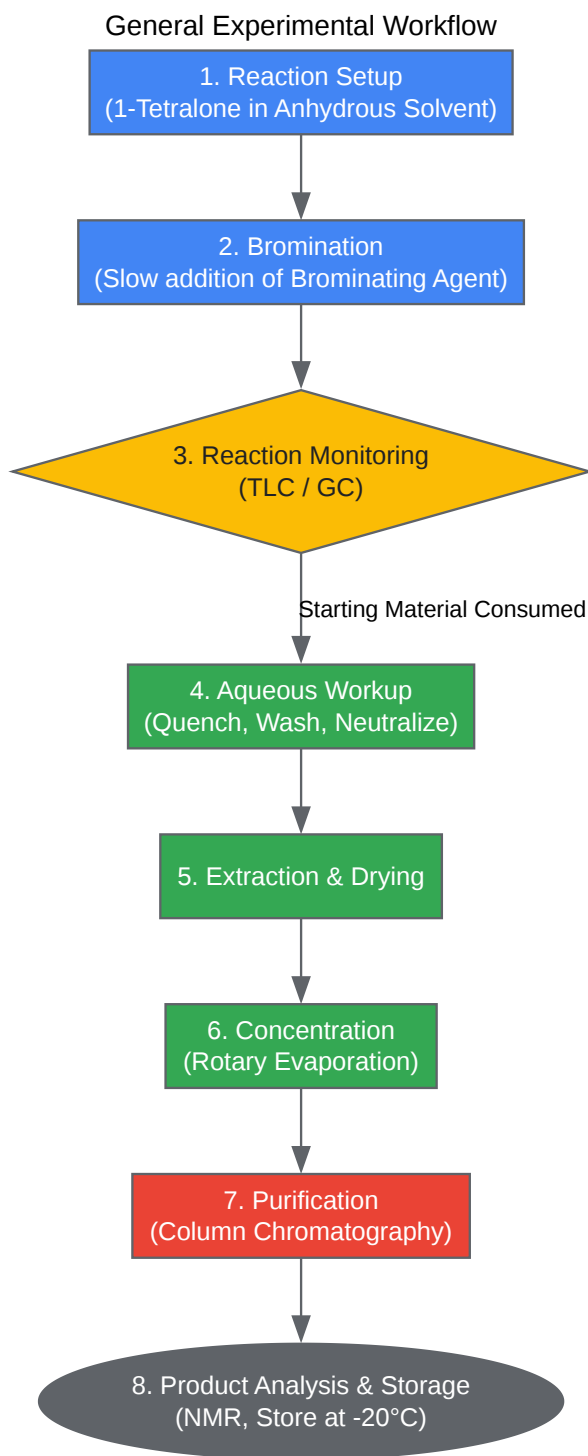 General Experimental Workflow
1. Reaction Setup
(1-Tetralone in Anhydrous Solvent)
2. Bromination
(Slow addition of Brominating Agent)
3. Reaction Monitoring
(TLC / GC)
Starting Material Consumed
4. Aqueous Workup
(Quench, Wash, Neutralize)
5. Extraction & Drying
6. Concentration
(Rotary Evaporation)
7. Purification
(Column Chromatography)
8. Product Analysis & Storage
(NMR, Store at -20°C)